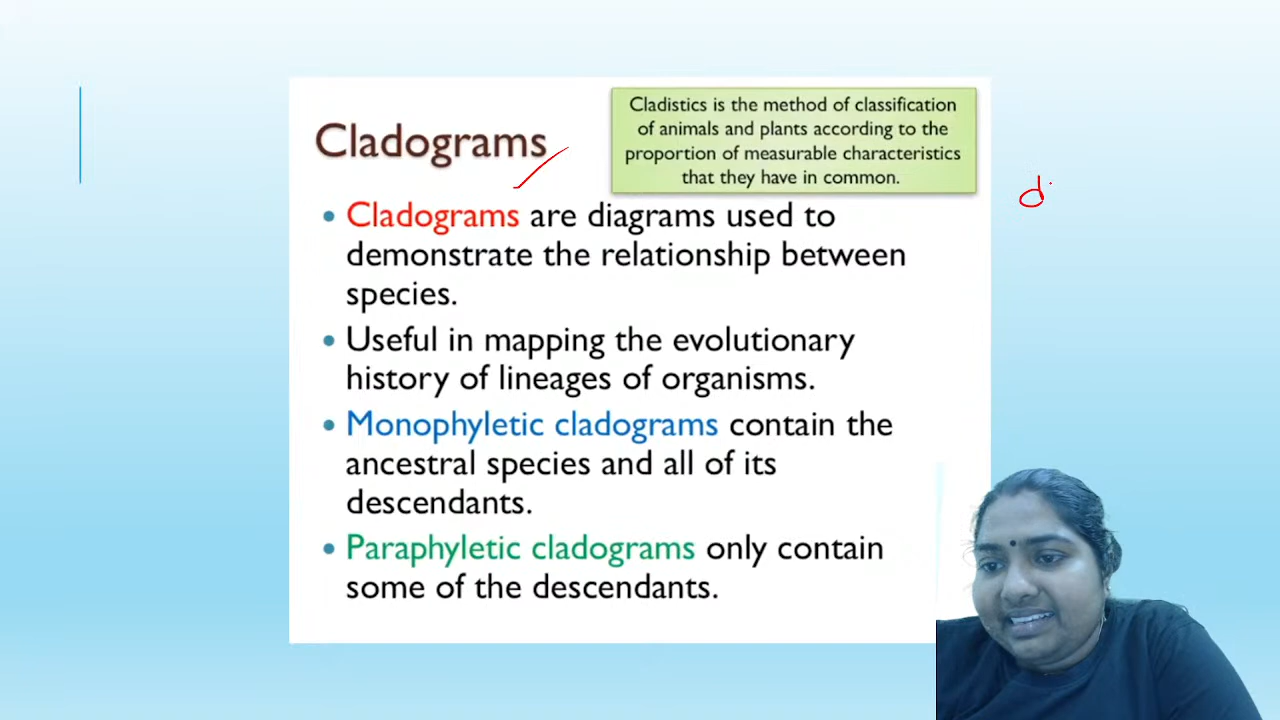 Cladograms
Cladistics is the method of classification
of animals and plants according to the
proportion of measurable characteristics
that they have in common.
d
• Cladograms are diagrams used to
demonstrate the relationship between
species.
• Useful in mapping the evolutionary
history of lineages of organisms.
• Monophyletic cladograms contain the
ancestral species and all of its
descendants.
• Paraphyletic cladograms only contain
some of the descendants.